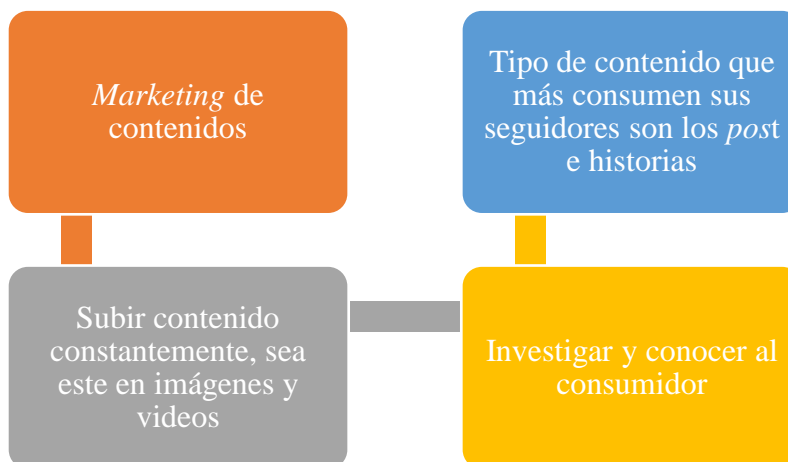 Marketing de
contenidos
Subir contenido
constantemente, sea
este en imágenes y
videos
Investigar y conocer al
consumidor
Tipo de contenido que
más consumen sus
seguidores son los post
e historias